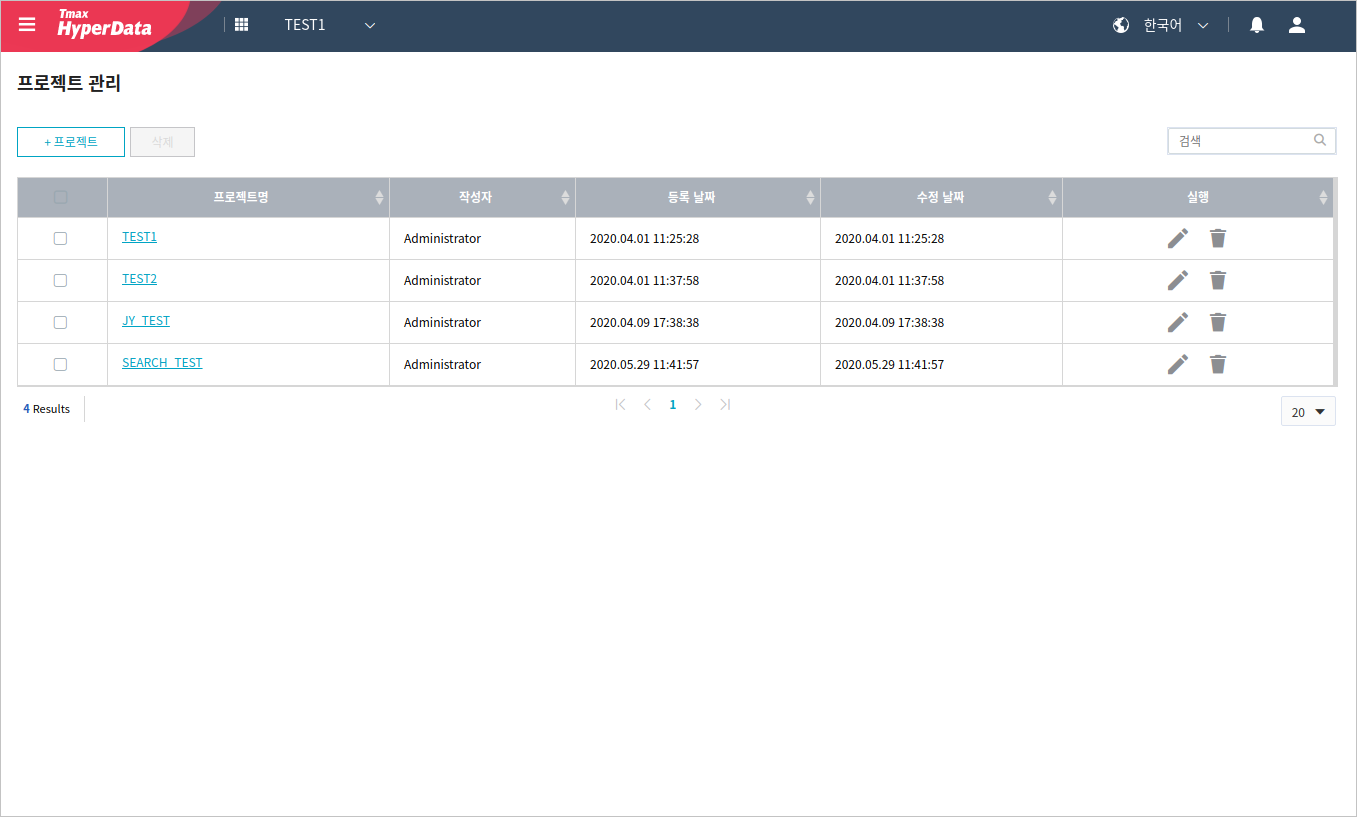 Tmax
HyperData
TEST1
한국어
프로젝트 관리
+ 프로젝트
삭제
검색
프로젝트명 작성자 등록 날짜 수정 날짜 실행
TEST1 Administrator 2020.04.01 11:25:28 2020.04.01 11:25:28
TEST2 Administrator 2020.04.01 11:37:58 2020.04.01 11:37:58
JY_TEST Administrator 2020.04.09 17:38:38 2020.04.09 17:38:38
SEARCH_TEST Administrator 2020.05.29 11:41:57 2020.05.29 11:41:57
4 Results
1
20